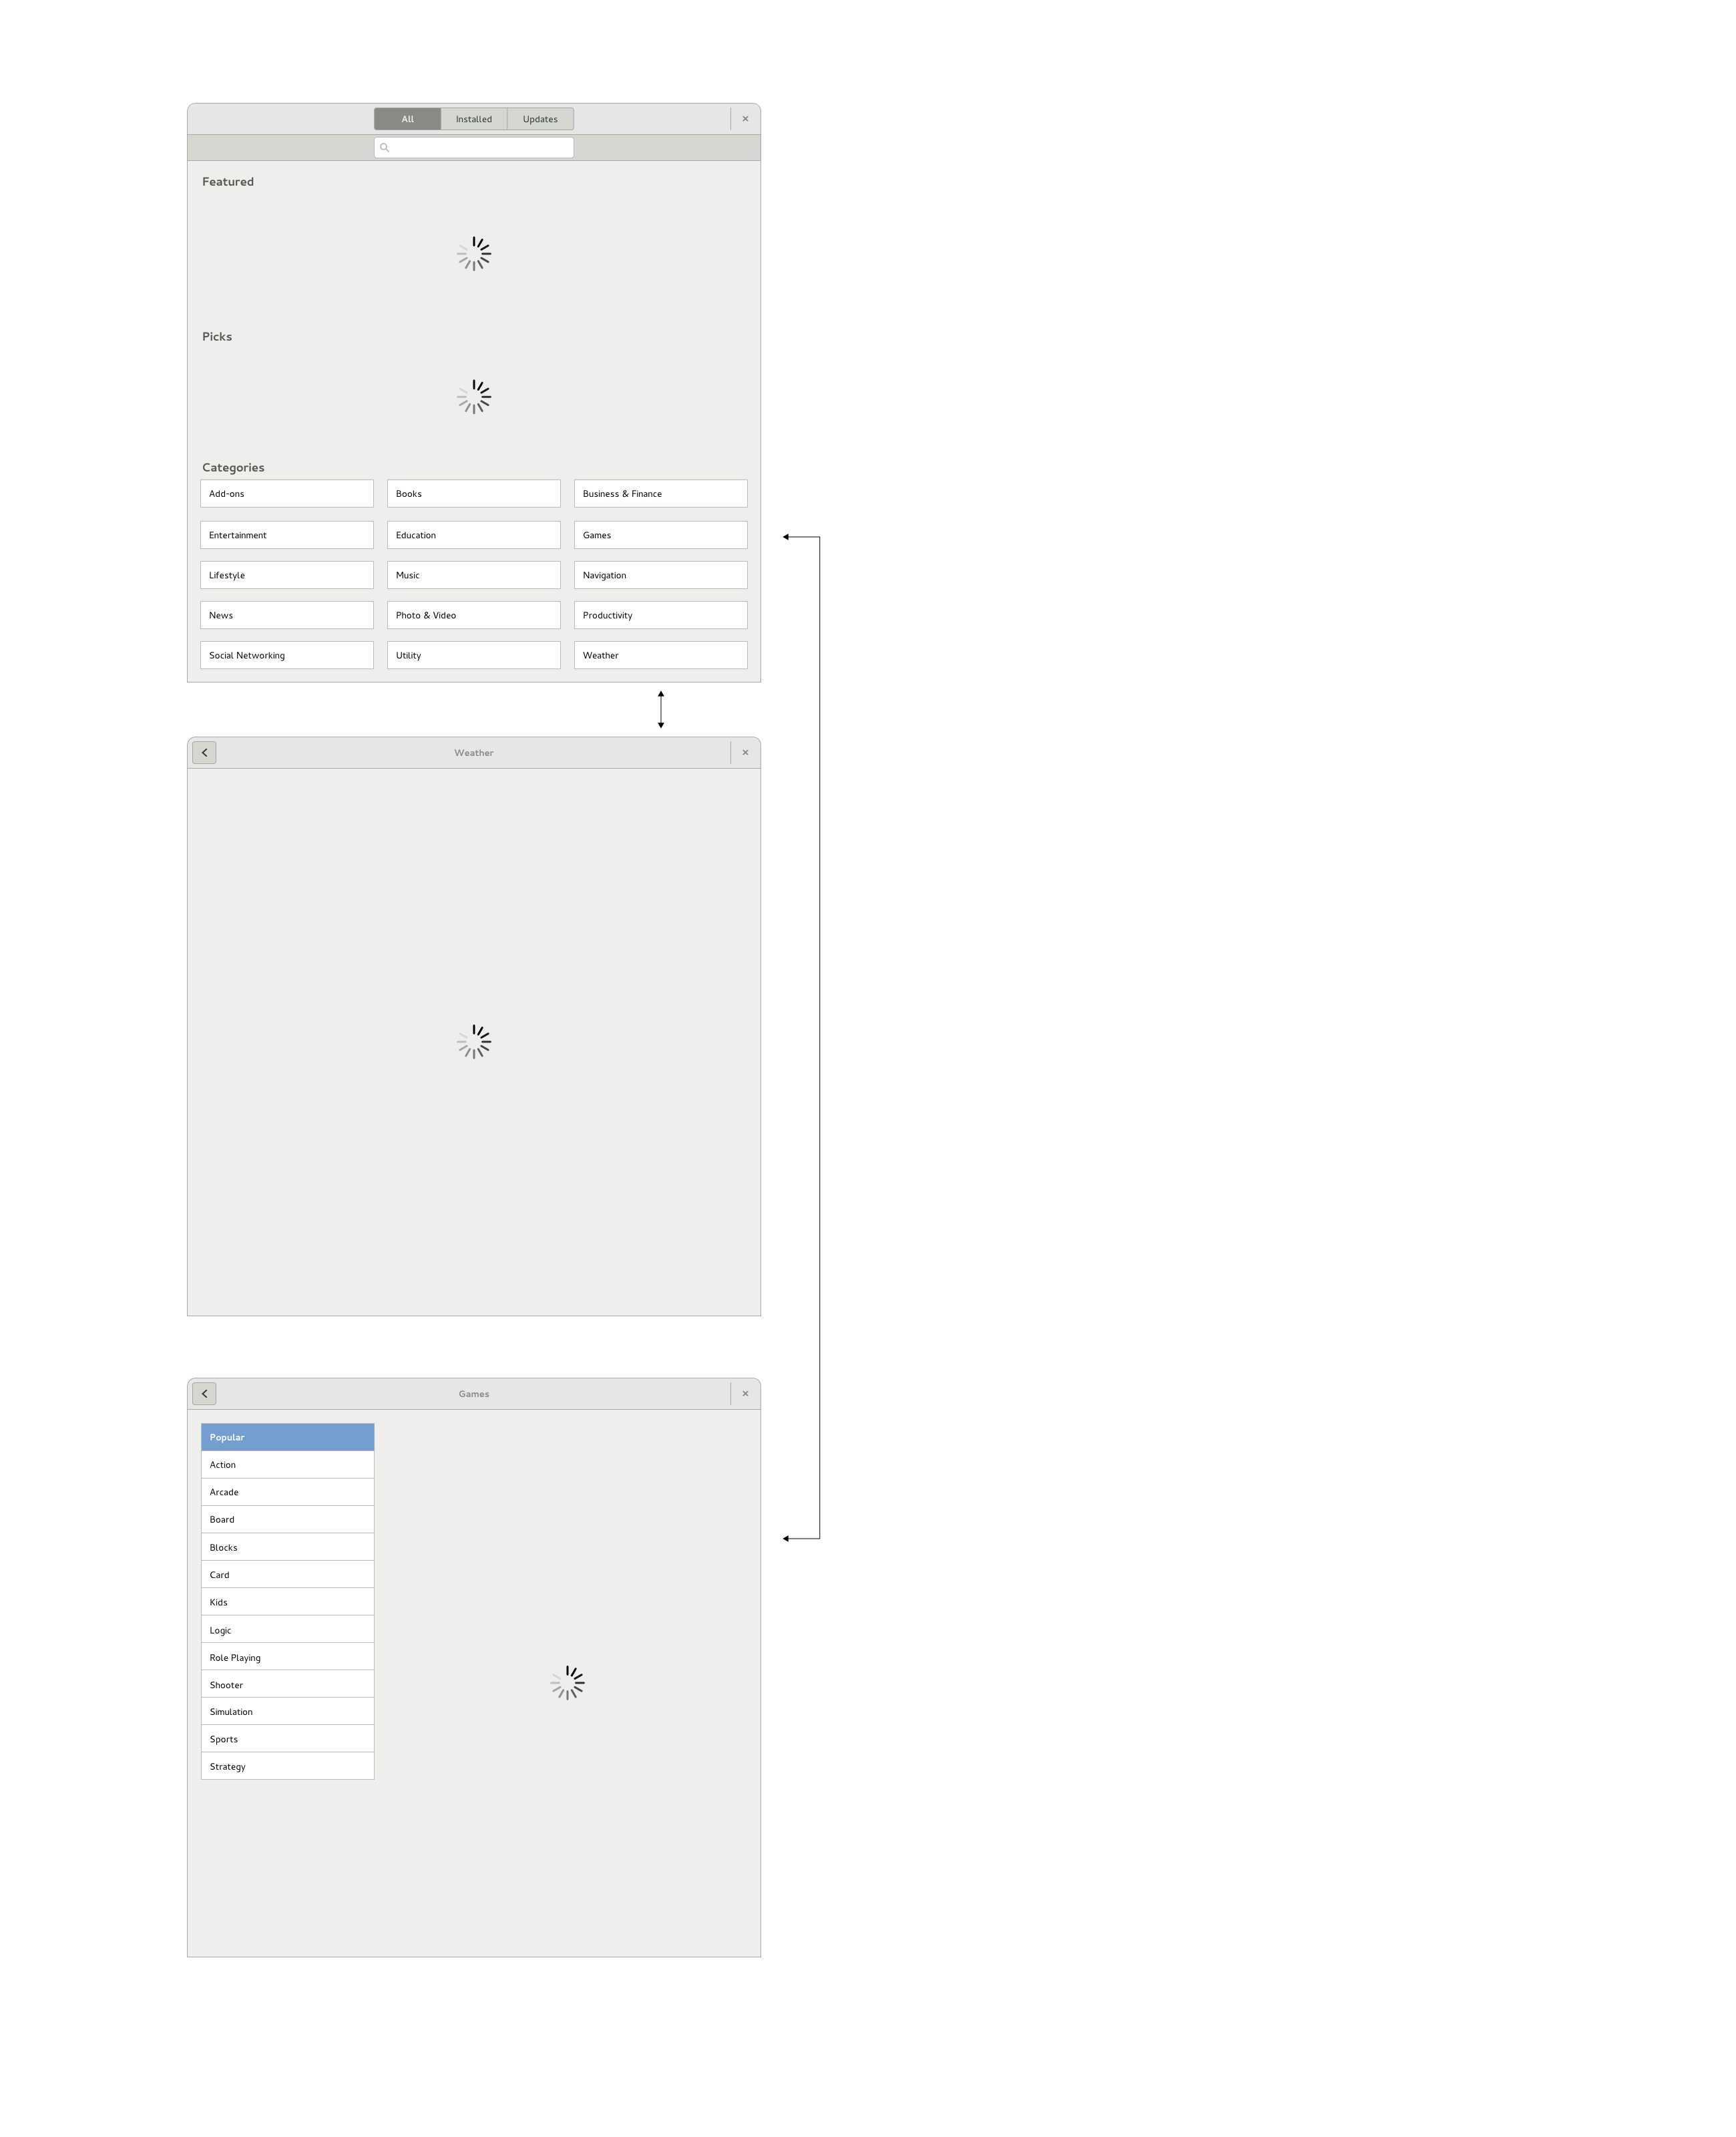 All Installed Updates
Featured
Picks
Categories
Add-ons Books Business & Finance
Entertainment Education Games
Lifestyle Music Navigation
News Photo & Video Productivity
Social Networking Utility Weather
Weather
Games
Popular
Action
Arcade
Board
Blocks
Card
Kids
Logic
Role Playing
Shooter
Simulation
Sports
Strategy